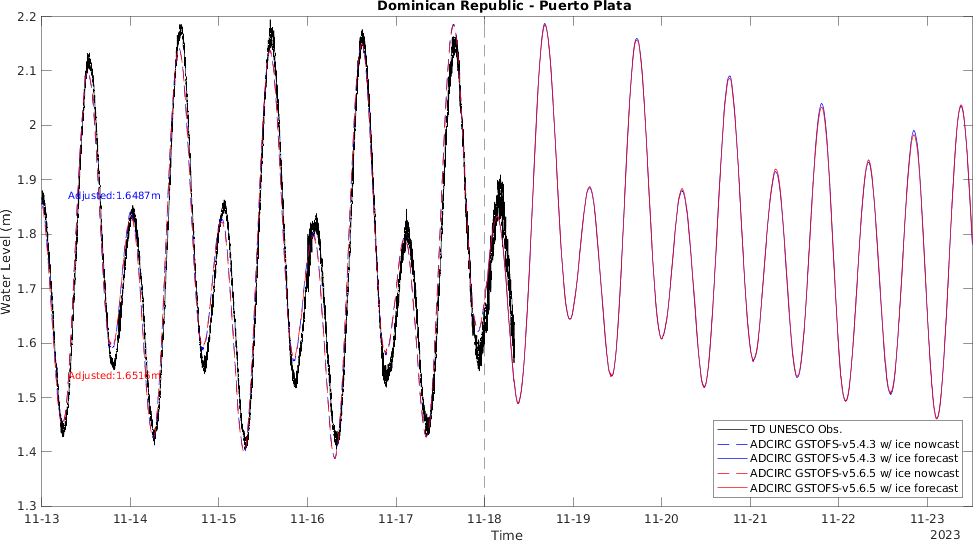 Dominican Republic - Puerto Plata
Water Level (m)
2.2
2.1
2
1.9
1.8
1.7
1.6
1.5
1.4
1.3
Adjusted:1.6487m
Adjusted:1.6516m
TD UNESCO Obs.
ADCIRC GSTOFS-v5.4.3 w/ ice nowcast
ADCIRC GSTOFS-v5.4.3 w/ ice forecast
ADCIRC GSTOFS-v5.6.5 w/ ice nowcast
ADCIRC GSTOFS-v5.6.5 w/ ice forecast
11-13 11-14 11-15 11-16 11-17 11-18 11-19 11-20 11-21 11-22 11-23
2023
Time